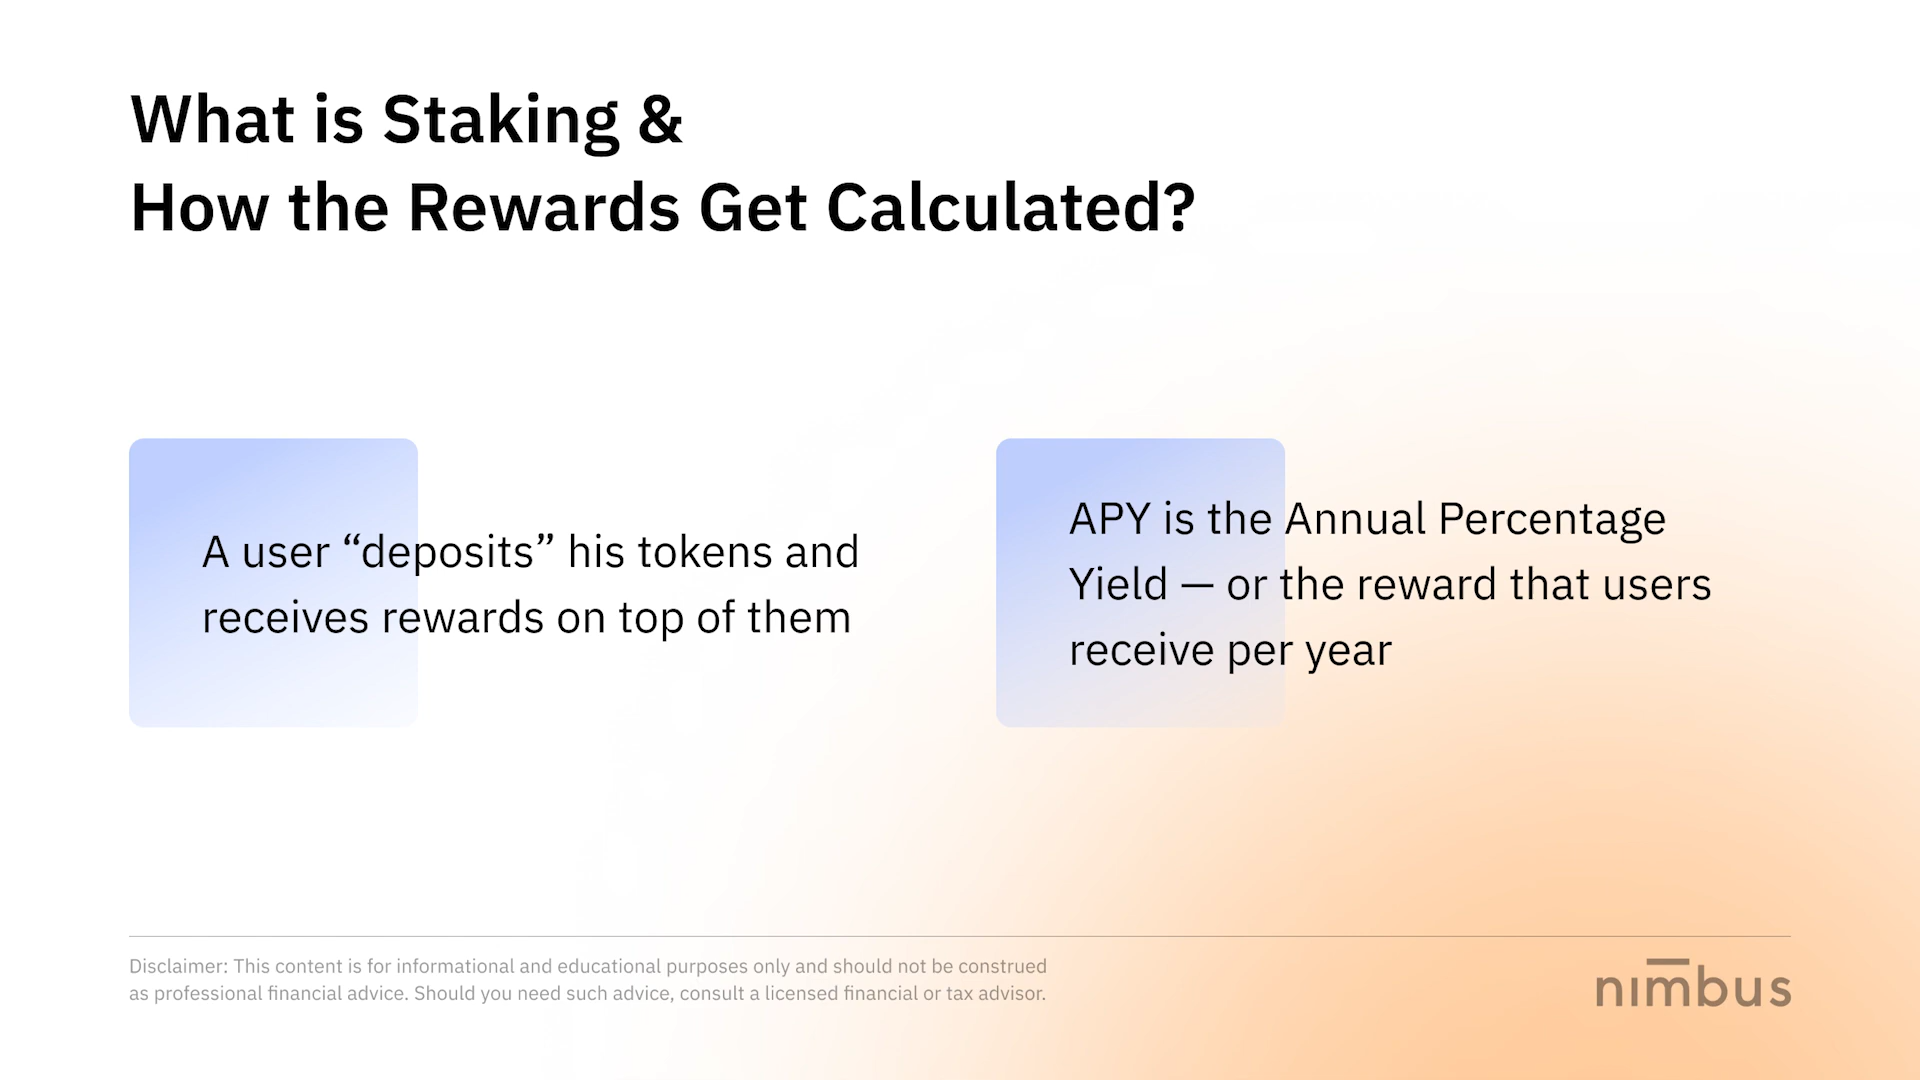 What is Staking &
How the Rewards Get Calculated?
A user “deposits” his tokens and
receives rewards on top of them
APY is the Annual Percentage
Yield — or the reward that users
receive per year
Disclaimer: This content is for informational and educational purposes only and should not be construed
as professional financial advice. Should you need such advice, consult a licensed financial or tax advisor.
nimbus